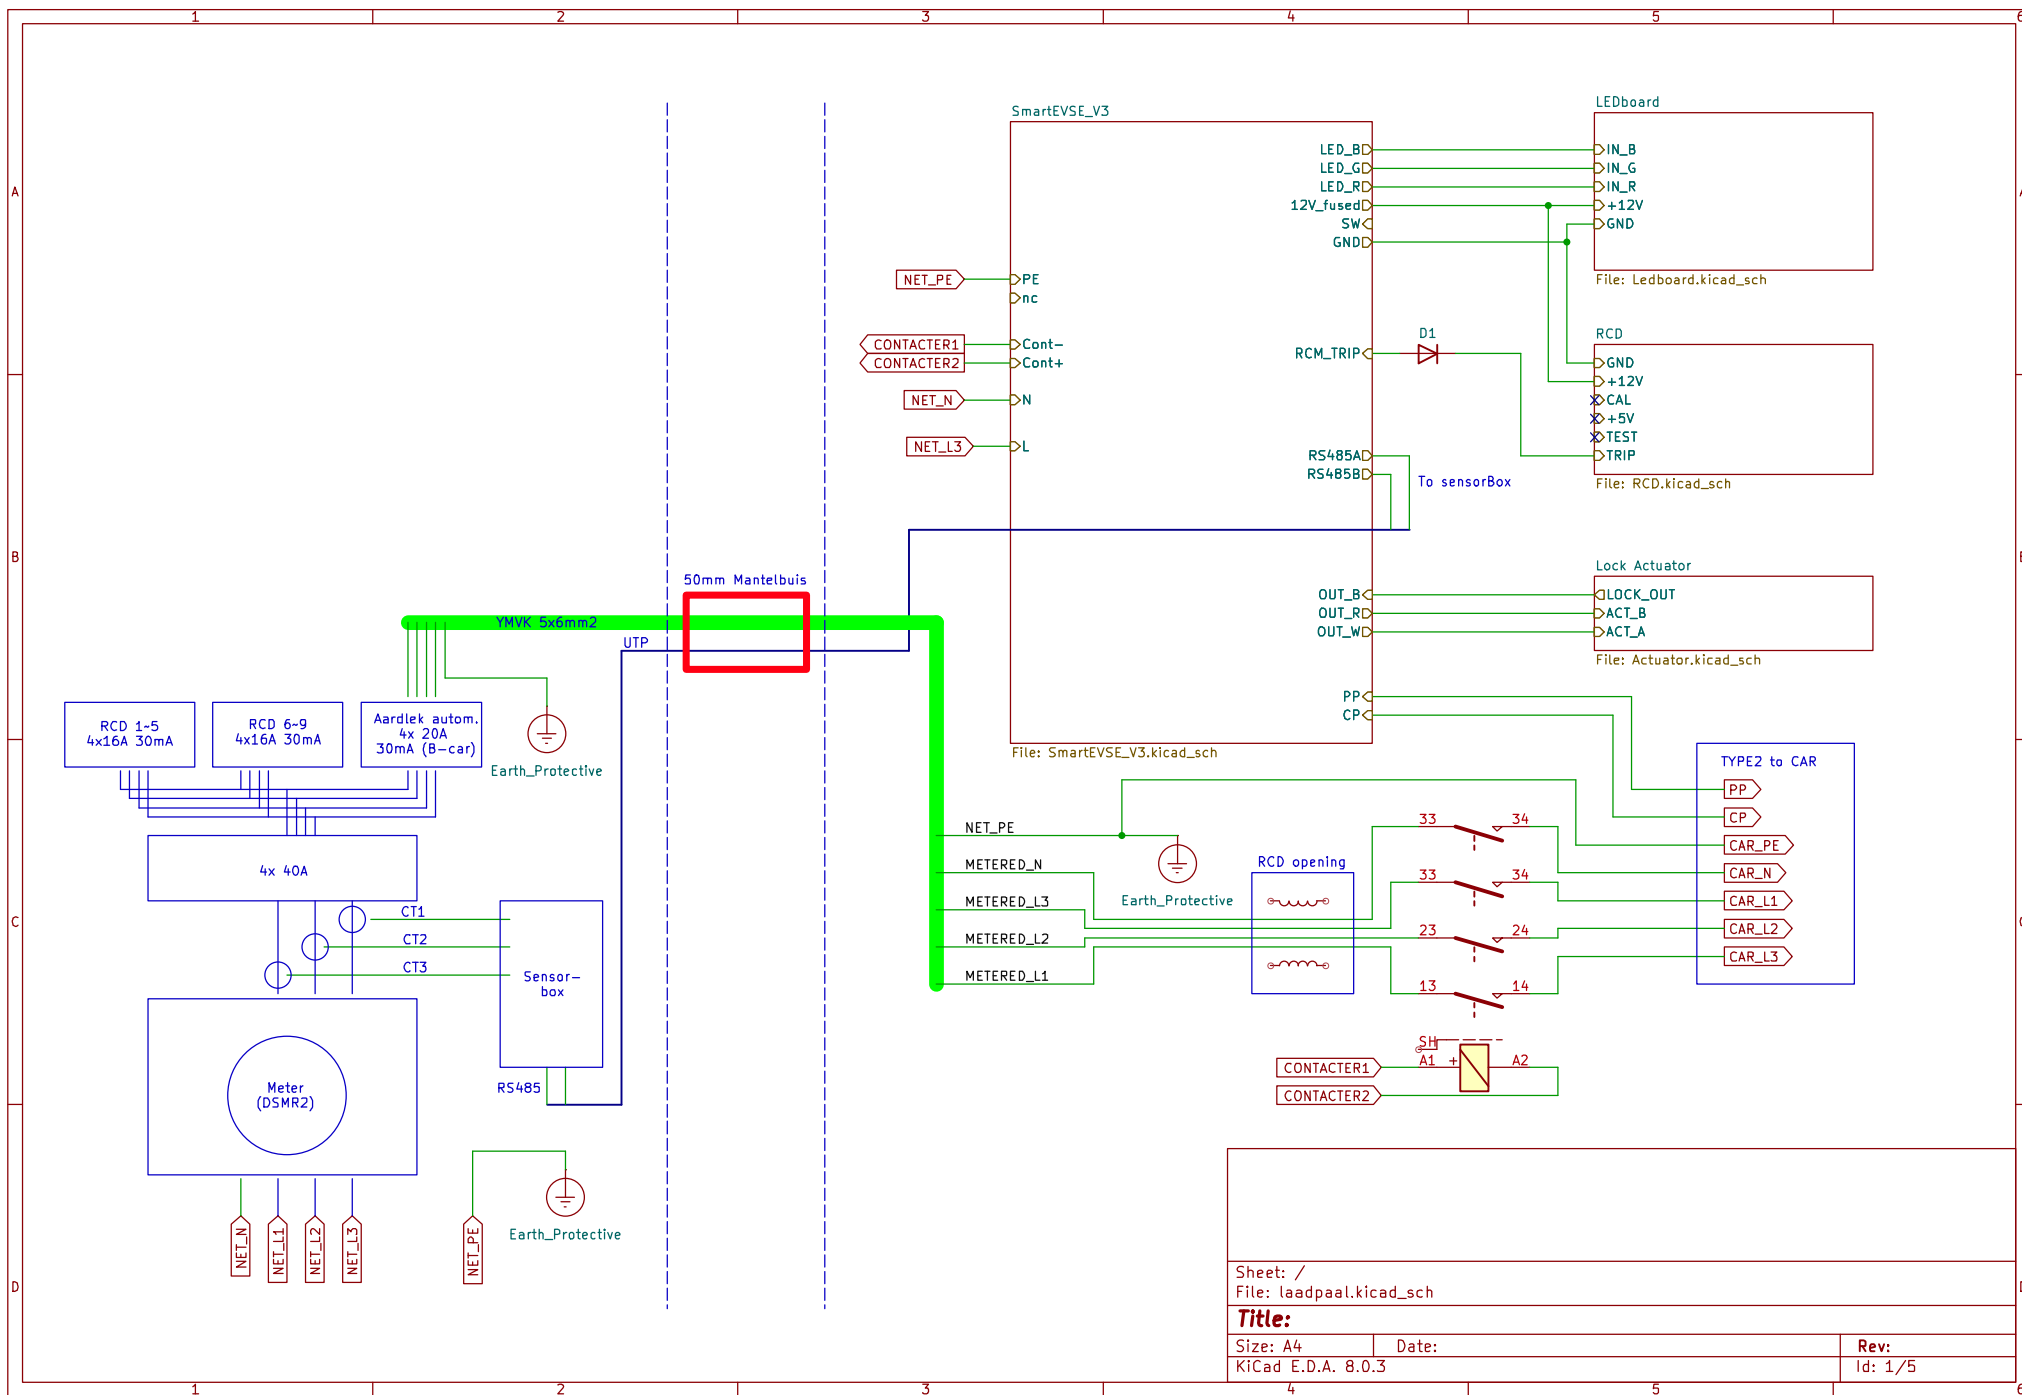 1
2
3
4
5
6
A
B
C
D
SmartEVSE_V3
LED_B
LED_G
LED_R
12V_fused
SW
GND
PE
nc
Cont-
Cont+
N
L
RCM_TRIP
RS485A
RS485B
OUT_B
OUT_R
OUT_W
PP
CP
File: SmartEVSE_V3.kicad_sch
NET_PE
CONTACTER1
CONTACTER2
NET_N
NET_L3
D1
To sensorBox
LEDboard
IN_B
IN_G
IN_R
+12V
GND
File: Ledboard.kicad_sch
RCD
GND
+12V
CAL
+5V
TEST
TRIP
File: RCD.kicad_sch
Lock Actuator
LOCK_OUT
ACT_B
ACT_A
File: Actuator.kicad_sch
50mm Mantelbuis
YMVK 5x6mm2
UTP
RCD 1~5
4x16A 30mA
RCD 6~9
4x16A 30mA
Aardlek autom.
4x 20A
30mA (B-car)
Earth_Protective
4x 40A
CT1
CT2
CT3
Sensor-
box
RS485
Meter
(DSMR2)
NET_N
NET_L1
NET_L2
NET_L3
NET_PE
Earth_Protective
NET_PE
METERED_N
METERED_L3
METERED_L2
METERED_L1
Earth_Protective
RCD opening
33
34
33
34
23
24
13
14
SH
A1
+
A2
CONTACTER1
CONTACTER2
TYPE2 to CAR
PP
CP
CAR_PE
CAR_N
CAR_L1
CAR_L2
CAR_L3
Sheet: /
File: laadpaal.kicad_sch
Title:
Size: A4
Date:
Rev:
KiCad E.D.A. 8.0.3
Id: 1/5
1
2
3
4
5
6